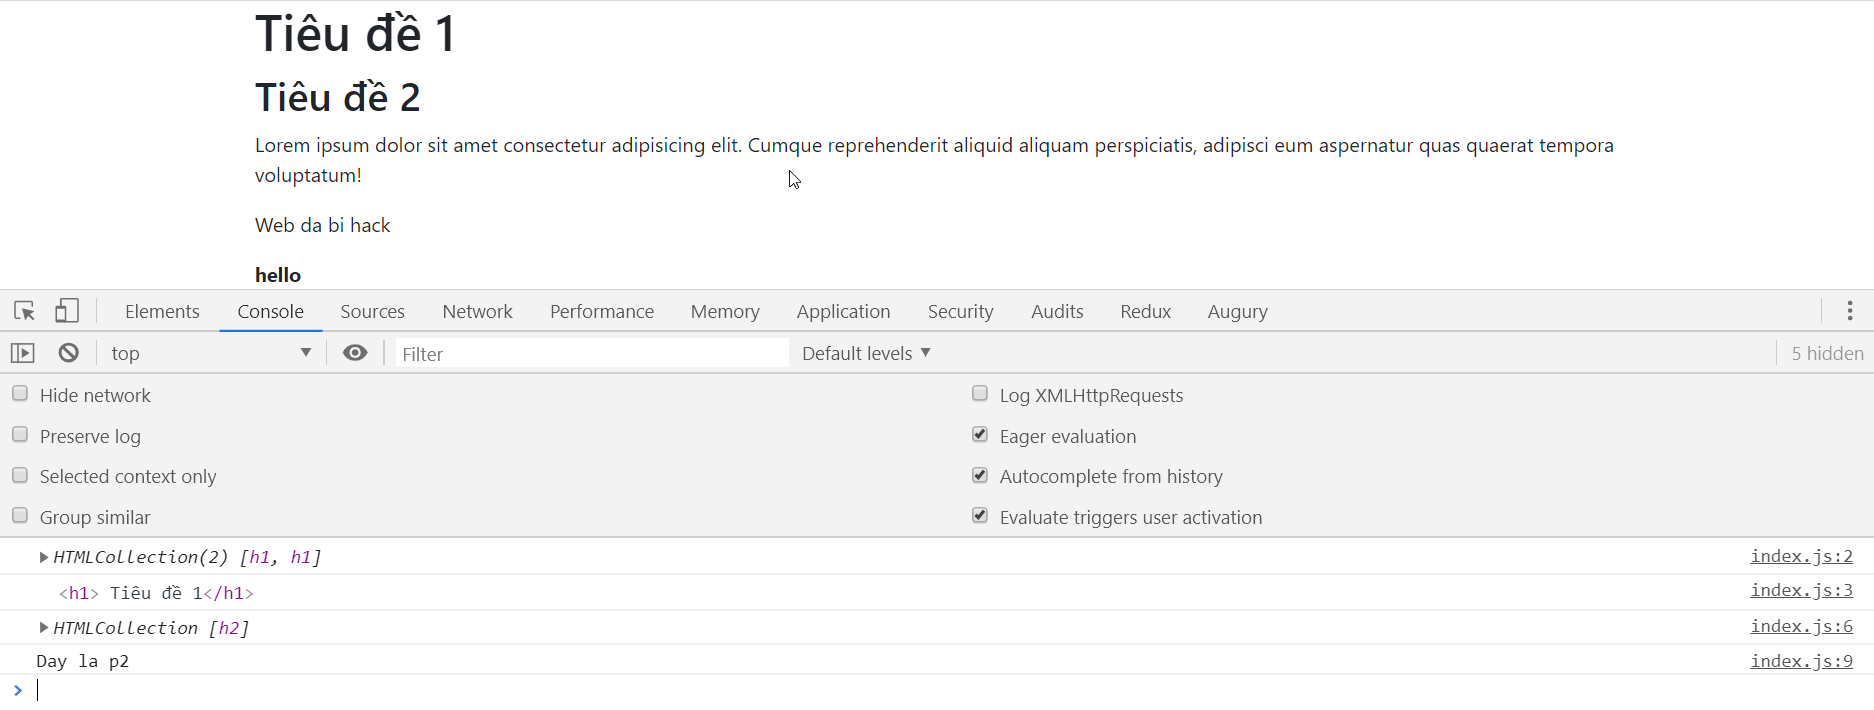 Tiêu đề 1
Tiêu đề 2
Lorem ipsum dolor sit amet consectetur adipisicing elit. Cumque reprehenderit aliquid aliquam perspiciatis, adipisci eum aspernatur quas quaerat tempora
voluptatum!
Web da bi hack
hello
Elements Console Sources Network Performance Memory Application Security Audits Redux Augury
top Filter Default levels 5 hidden
Hide network Log XMLHttpRequests
Preserve log Eager evaluation
Selected context only Autocomplete from history
Group similar Evaluate triggers user activation
HTMLCollection(2) [h1, h1] index.js:2
<h1> Tiêu đề 1</h1> index.js:3
HTMLCollection [h2] index.js:6
Day la p2 index.js:9